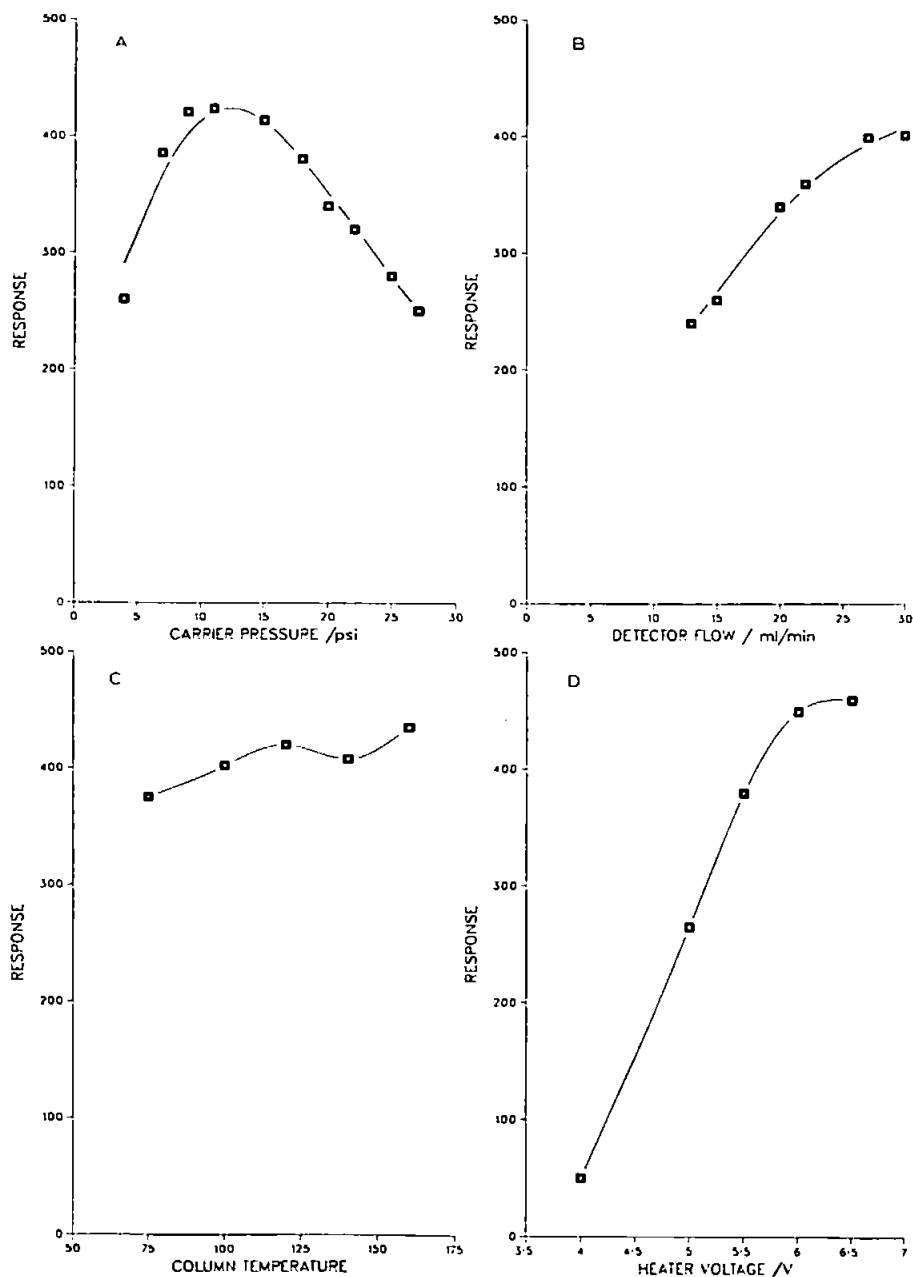 A
500
400
300
200
100
0
RESPONSE
0 5 10 15 20 25 30
CARRIER PRESSURE /psi
B
500
400
300
200
100
0
RESPONSE
0 5 10 15 20 25 30
DETECTOR FLOW / ml/min
C
500
400
300
200
100
0
RESPONSE
50 75 100 125 150 175
COLUMN TEMPERATURE
D
500
400
300
200
100
0
RESPONSE
3·5 4 4·5 5 5·5 6 6·5 7
HEATER VOLTAGE /V